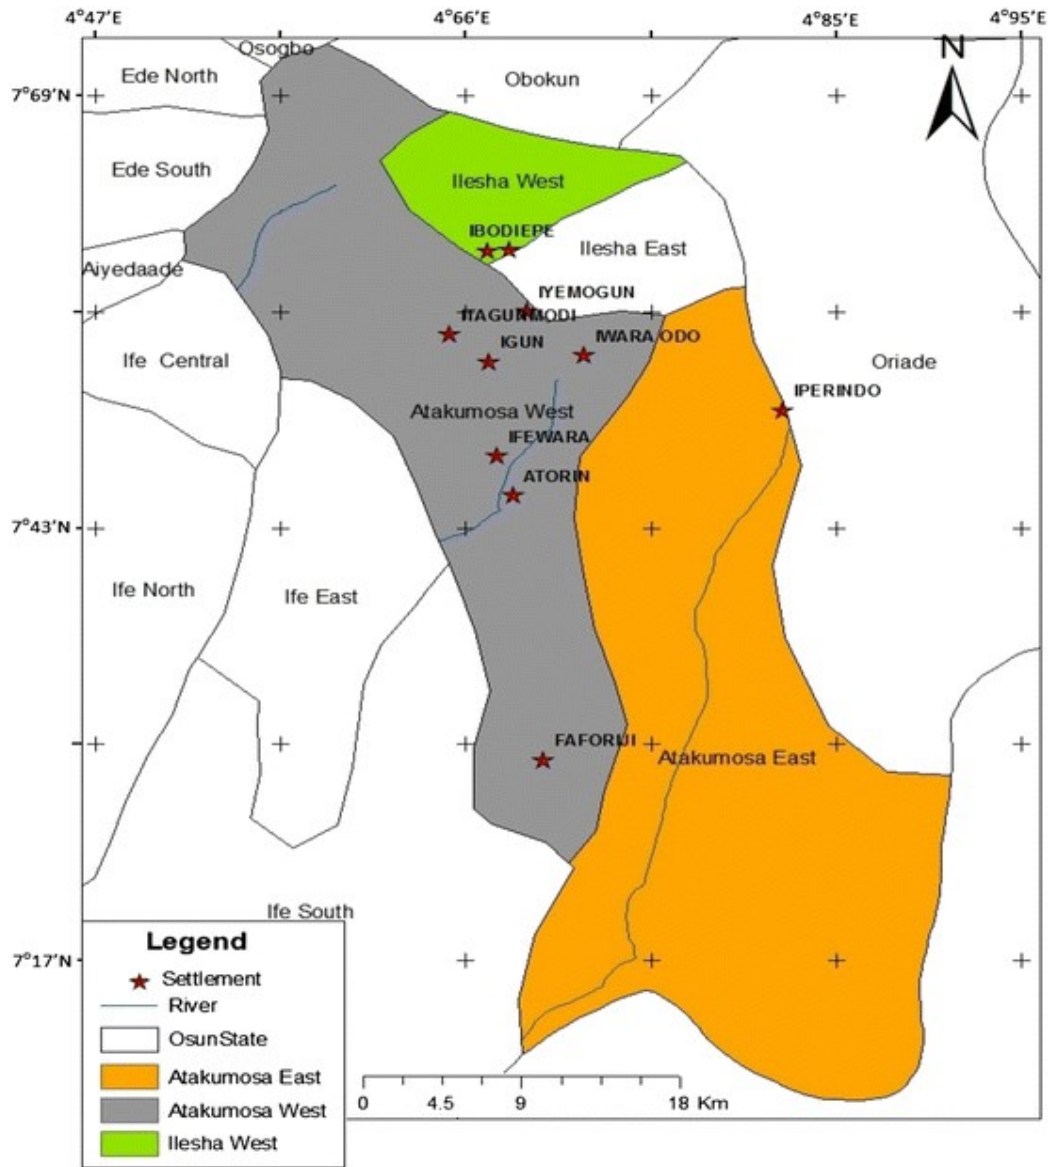 4°47'E 4°66'E 4°85'E 4°95'E
Osogbo
N
Ede North
Obokun
7°69'N
Ede South
Ilesha West
IBODIEPE
Ilesha East
Aiyedaade
IYEMOGUN
ITAGUNMODI
IGUN
IWARA ODO
Ife Central
Oriade
IPERINDO
Atakumosa West
IFEWARA
ATORIN
7°43'N
Ife North
Ife East
FAFORIJI
Atakumosa East
Ife South
7°17'N
Legend
Settlement
River
OsunState
Atakumosa East
Atakumosa West
Ilesha West
0 4.5 9 18 Km